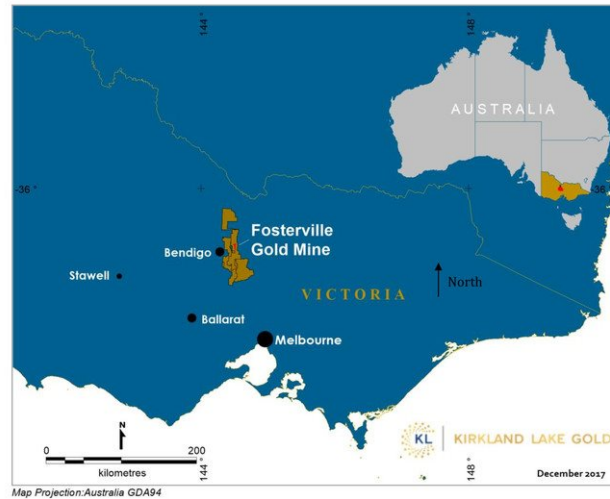 144 °
148 °
AUSTRALIA
-36 °
-36 °
Fosterville
Gold Mine
Bendigo
Stawell
VICTORIA
North
Ballarat
Melbourne
N
0
200
kilometres
144 °
148 °
KL KIRKLAND LAKE GOLD
December 2017
Map Projection:Australia GDA94